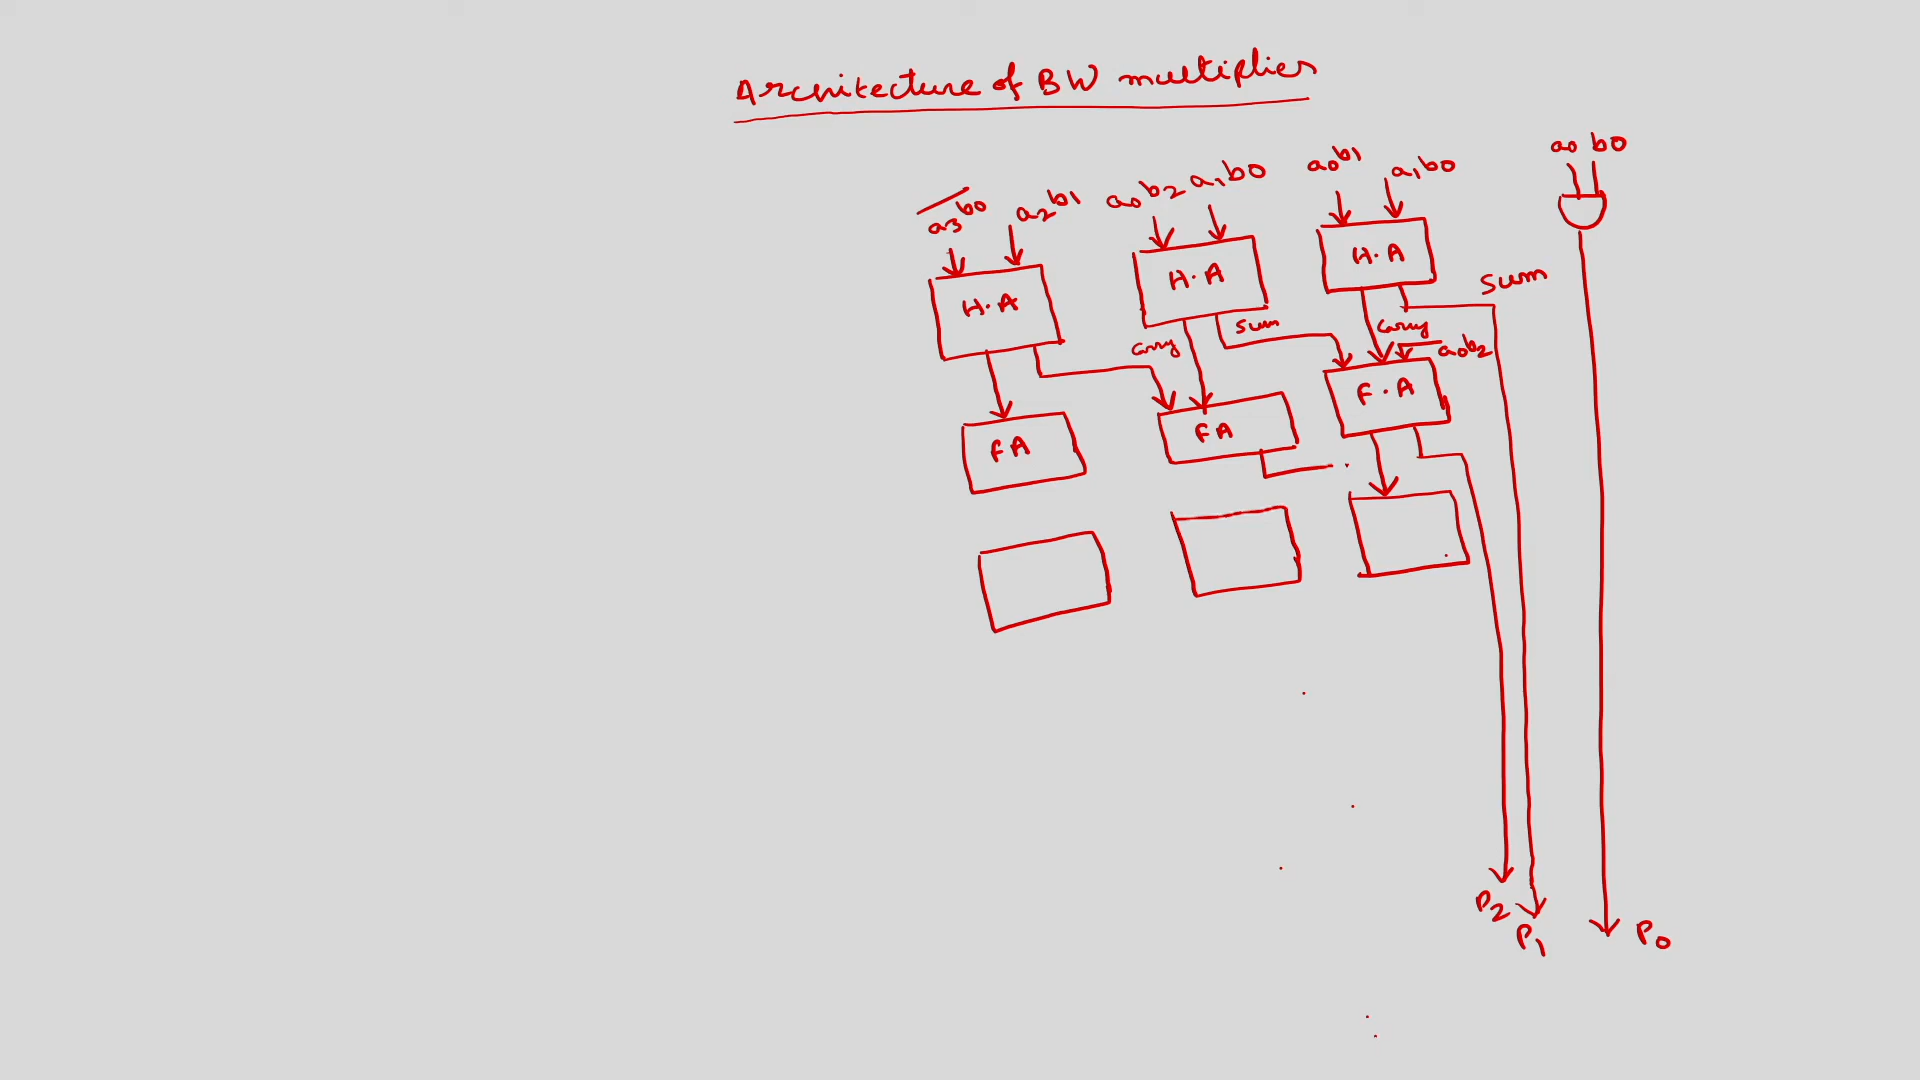 Architecture of BW multiplier
a0 b0
a0b1 a1b0
a0b2 a1b0
a3b0 a2b1
H.A
H.A
H.A
Sum
Sum
Carry
Carry
a0b2
F.A
FA
FA
P2
P1
P0